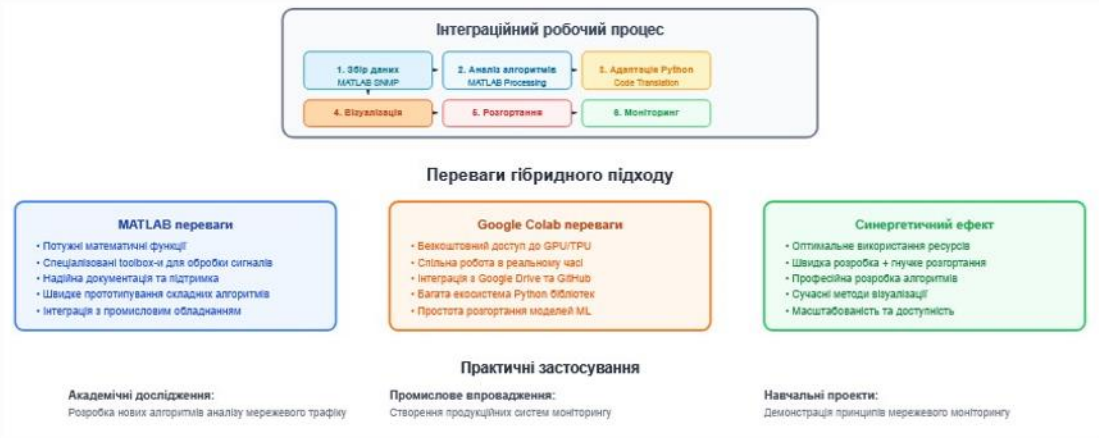 Інтеграційний робочий процес
1. Збір даних
MATLAB SNMP
2. Аналіз алгоритмів
MATLAB Processing
3. Адаптація Python
Code Translation
4. Візуалізація
5. Розгортання
6. Моніторинг
Переваги гібридного підходу
MATLAB переваги
• Потужні математичні функції
• Спеціалізовані toolbox-и для обробки сигналів
• Надійна документація та підтримка
• Швидке прототипування складних алгоритмів
• Інтеграція з промисловим обладнанням
Google Colab переваги
• Безкоштовний доступ до GPU/TPU
• Спільна робота в реальному часі
• Інтеграція з Google Drive та GitHub
• Багата екосистема Python бібліотек
• Простота розгортання моделей ML
Синергетичний ефект
• Оптимальне використання ресурсів
• Швидка розробка + гнучке розгортання
• Професійна розробка алгоритмів
• Сучасні методи візуалізації
• Масштабованість та доступність
Практичні застосування
Академічні дослідження:
Розробка нових алгоритмів аналізу мережевого трафіку
Промислове впровадження:
Створення продукційних систем моніторингу
Навчальні проекти:
Демонстрація принципів мережевого моніторингу